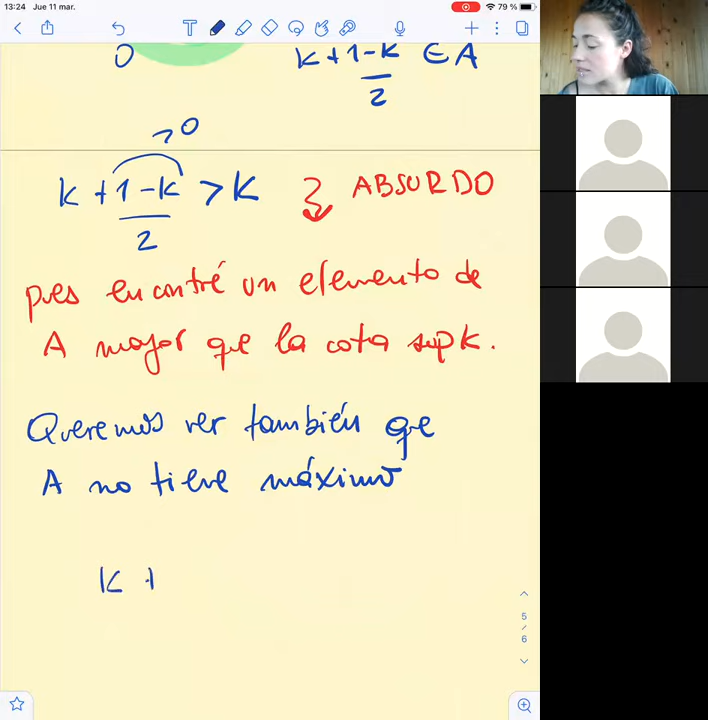 13:24 Jue 11 mar.
79 %
0
k+1-k ∈ A
2
>0
k + 1-k > k ABSURDO
2
pues encontré un elemento de
A mayor que la cota sup k.
Queremos ver también que
A no tiene máximo
k +
5
/
6